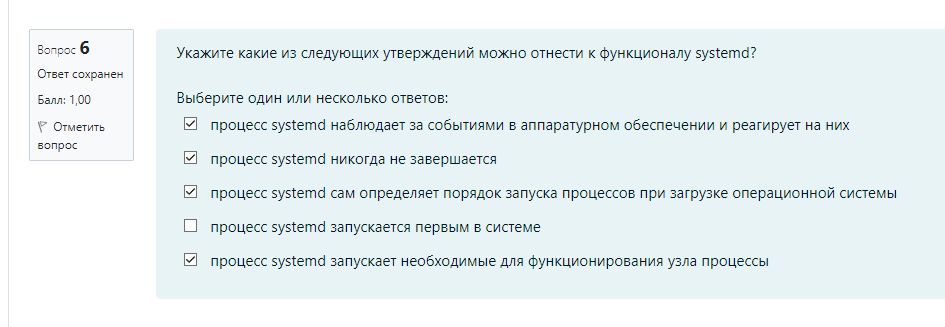 Вопрос 6
Ответ сохранен
Балл: 1,00
Отметить
вопрос
Укажите какие из следующих утверждений можно отнести к функционалу systemd?
Выберите один или несколько ответов:
процесс systemd наблюдает за событиями в аппаратурном обеспечении и реагирует на них
процесс systemd никогда не завершается
процесс systemd сам определяет порядок запуска процессов при загрузке операционной системы
процесс systemd запускается первым в системе
процесс systemd запускает необходимые для функционирования узла процессы